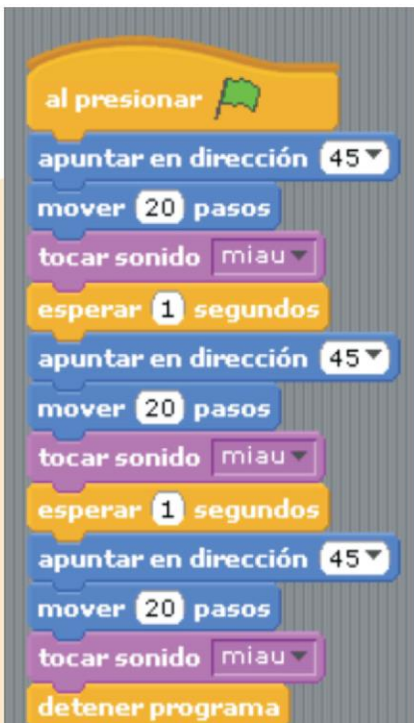 al presionar
apuntar en dirección 45
mover 20 pasos
tocar sonido miau
esperar 1 segundos
apuntar en dirección 45
mover 20 pasos
tocar sonido miau
esperar 1 segundos
apuntar en dirección 45
mover 20 pasos
tocar sonido miau
detener programa